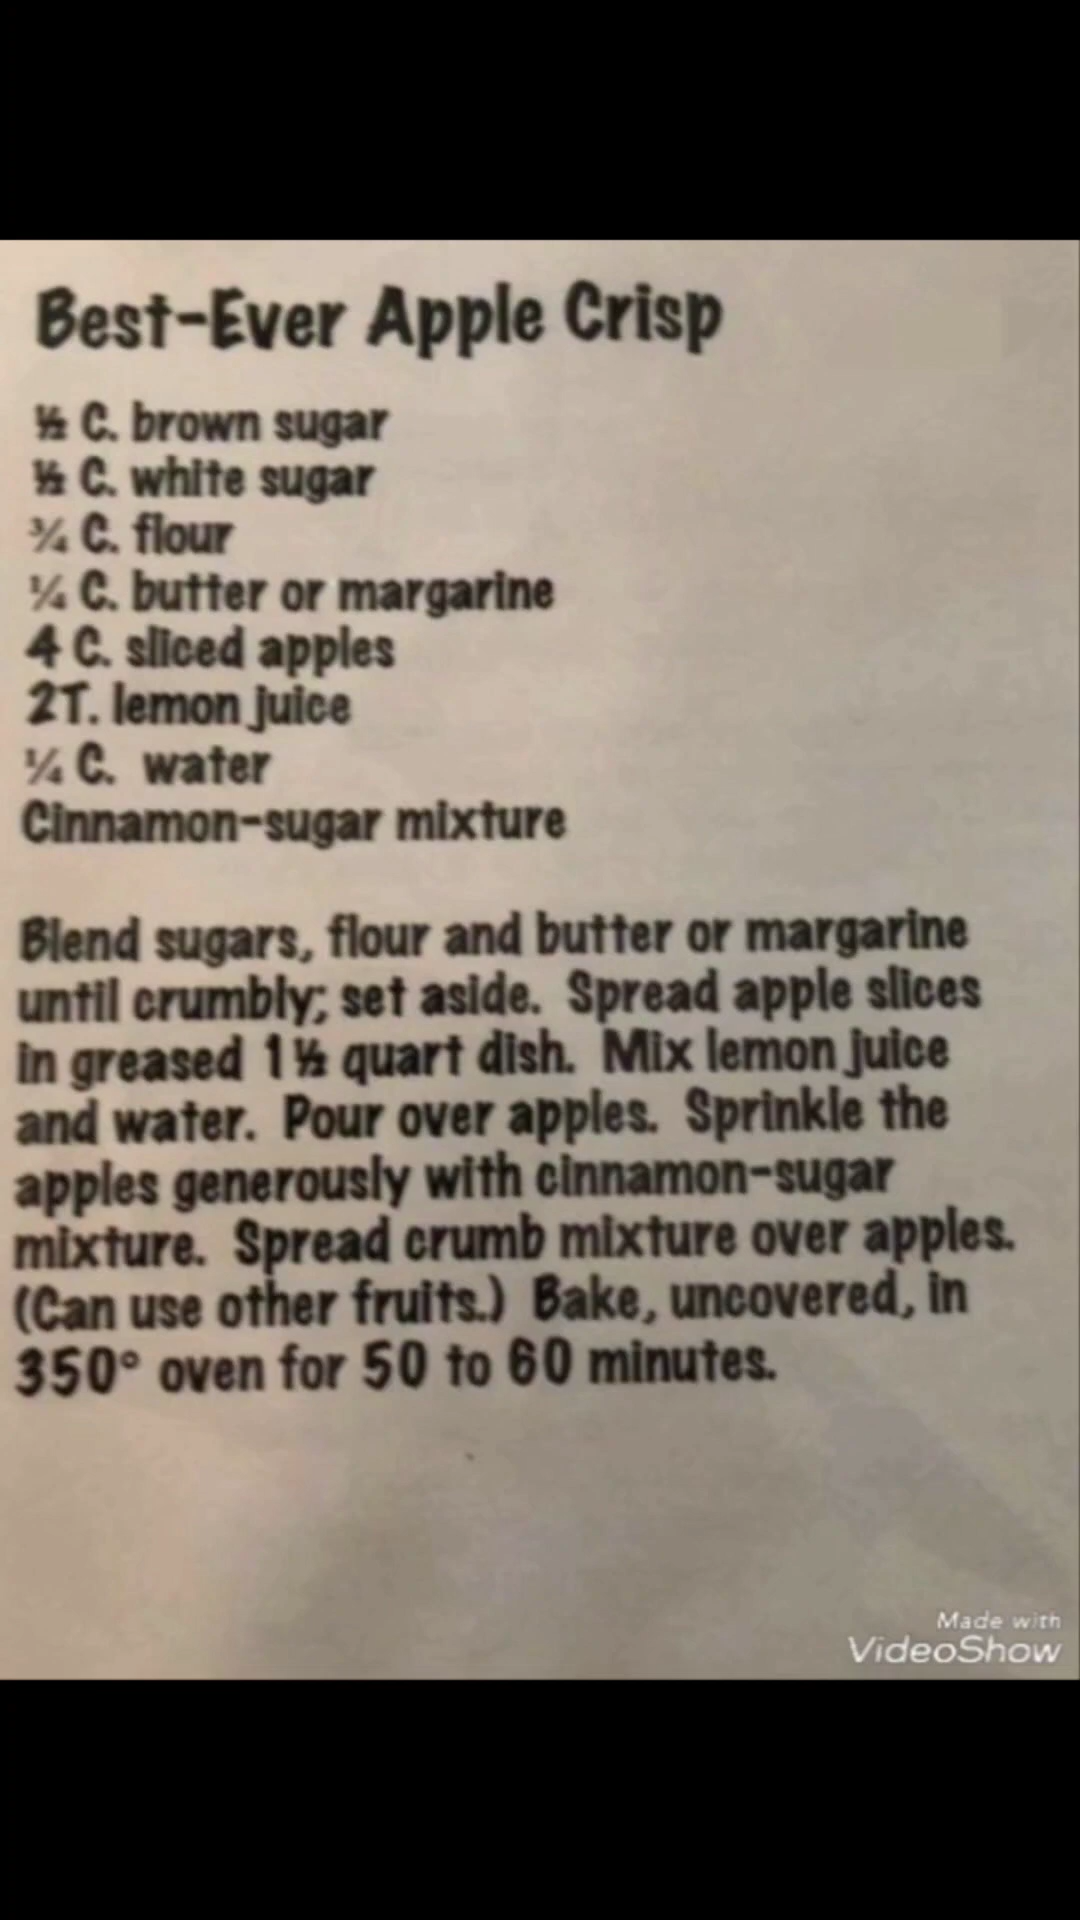 Best-Ever Apple Crisp
½ C. brown sugar
½ C. white sugar
¾ C. flour
¼ C. butter or margarine
4 C. sliced apples
2T. lemon juice
¼ C. water
Cinnamon-sugar mixture
Blend sugars, flour and butter or margarine
until crumbly; set aside. Spread apple slices
in greased 1½ quart dish. Mix lemon juice
and water. Pour over apples. Sprinkle the
apples generously with cinnamon-sugar
mixture. Spread crumb mixture over apples.
(Can use other fruits.) Bake, uncovered, in
350° oven for 50 to 60 minutes.
Made with
VideoShow